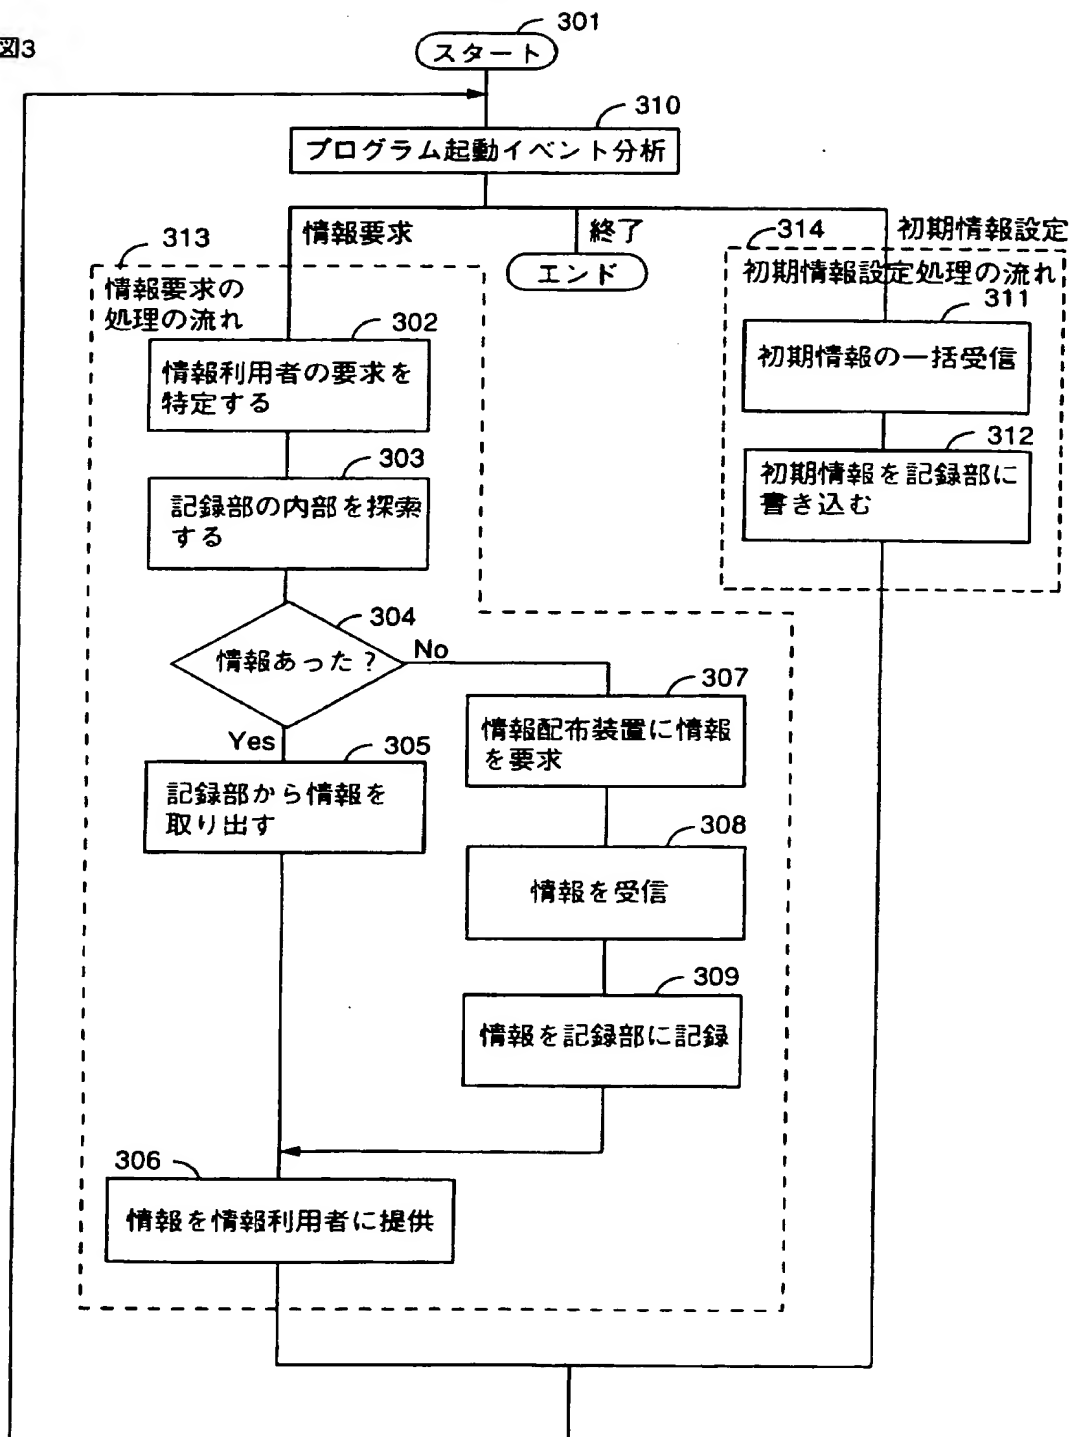 図3
301
スタート
310
プログラム起動イベント分析
情報要求
終了
エンド
初期情報設定
313
情報要求の
処理の流れ
314
初期情報設定処理の流れ
302
情報利用者の要求を
特定する
311
初期情報の一括受信
303
記録部の内部を探索
する
312
初期情報を記録部に
書き込む
304
情報あった?
No
Yes
305
記録部から情報を
取り出す
307
情報配布装置に情報
を要求
308
情報を受信
309
情報を記録部に記録
306
情報を情報利用者に提供